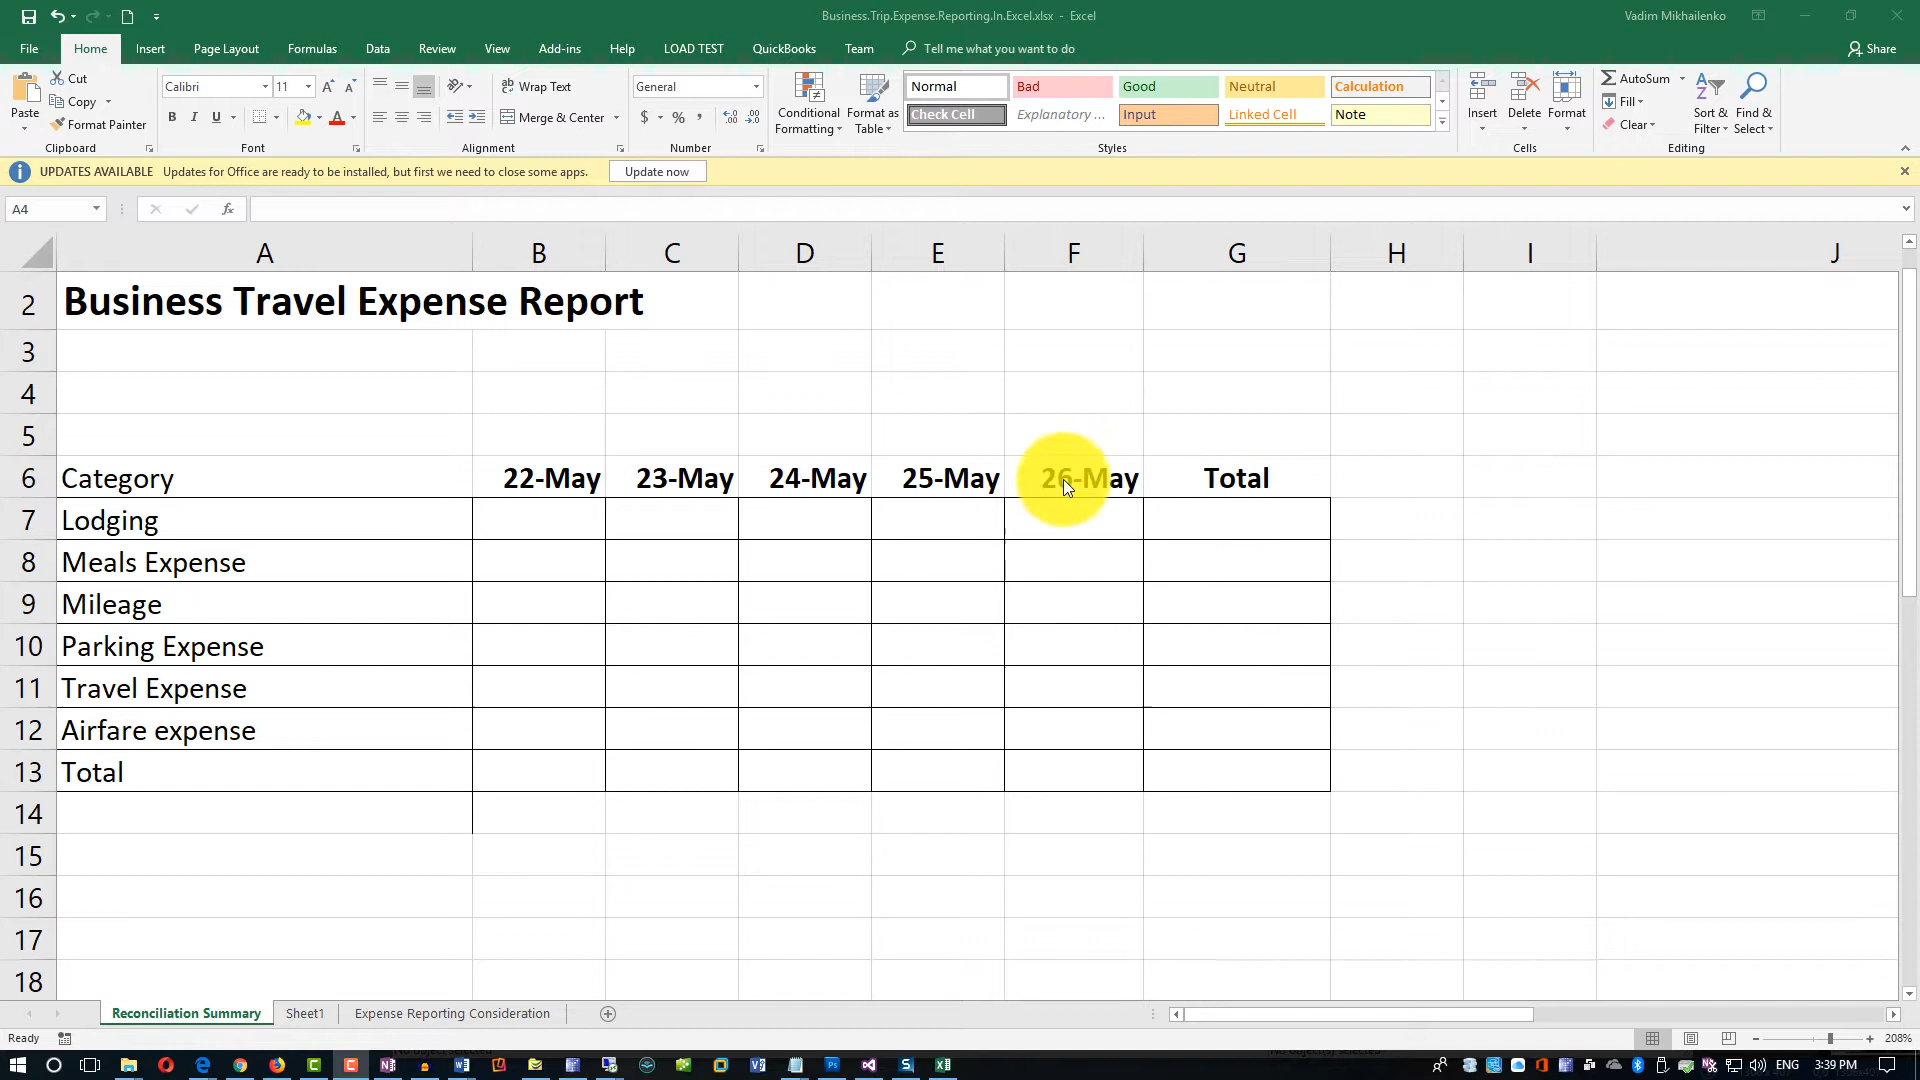 Business.Trip.Expense.Reporting.In.Excel.xlsx - Excel
Vadim Mikhailenko
File Home Insert Page Layout Formulas Data Review View Add-ins Help LOAD TEST QuickBooks Team Tell me what you want to do Share
Paste
Cut
Copy
Format Painter
Clipboard
Calibri 11
B I U
Font
Wrap Text
Merge & Center
Alignment
General
$ % ,
Number
Conditional Formatting
Format as Table
Normal Bad Good Neutral Calculation
Check Cell Explanatory ... Input Linked Cell Note
Styles
Insert Delete Format
Cells
AutoSum
Fill
Clear
Sort & Filter
Find & Select
Editing
UPDATES AVAILABLE Updates for Office are ready to be installed, but first we need to close some apps. Update now
A4 fx
A B C D E F G H I J
2 Business Travel Expense Report
3
4
5
6 Category 22-May 23-May 24-May 25-May 26-May Total
7 Lodging
8 Meals Expense
9 Mileage
10 Parking Expense
11 Travel Expense
12 Airfare expense
13 Total
14
15
16
17
18
Reconciliation Summary Sheet1 Expense Reporting Consideration
Ready 208%
ENG 3:39 PM